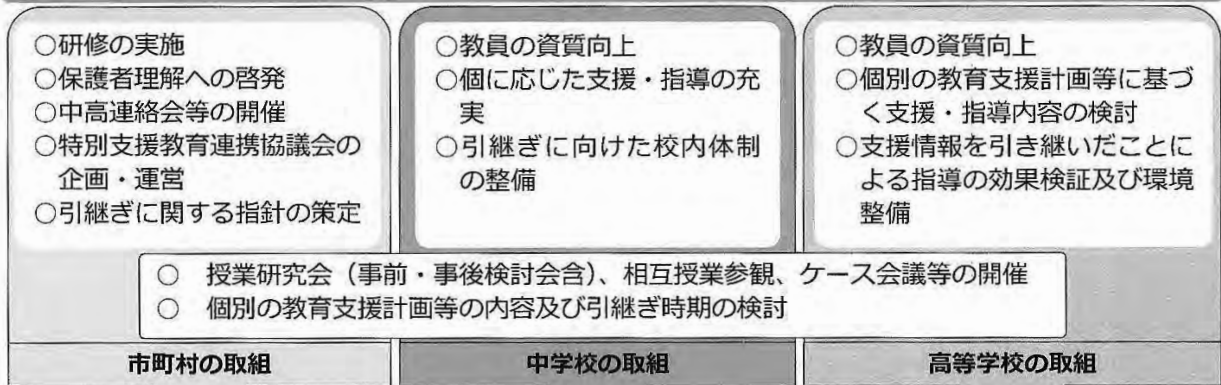 ○研修の実施
○保護者理解への啓発
○中高連絡会等の開催
○特別支援教育連携協議会の
企画・運営
○引継ぎに関する指針の策定
○教員の資質向上
○個に応じた支援・指導の充
実
○引継ぎに向けた校内体制
の整備
○教員の資質向上
○個別の教育支援計画等に基づ
く支援・指導内容の検討
○支援情報を引き継いだことに
よる指導の効果検証及び環境
整備
○ 授業研究会（事前・事後検討会含）、相互授業参観、ケース会議等の開催
○ 個別の教育支援計画等の内容及び引継ぎ時期の検討
市町村の取組
中学校の取組
高等学校の取組